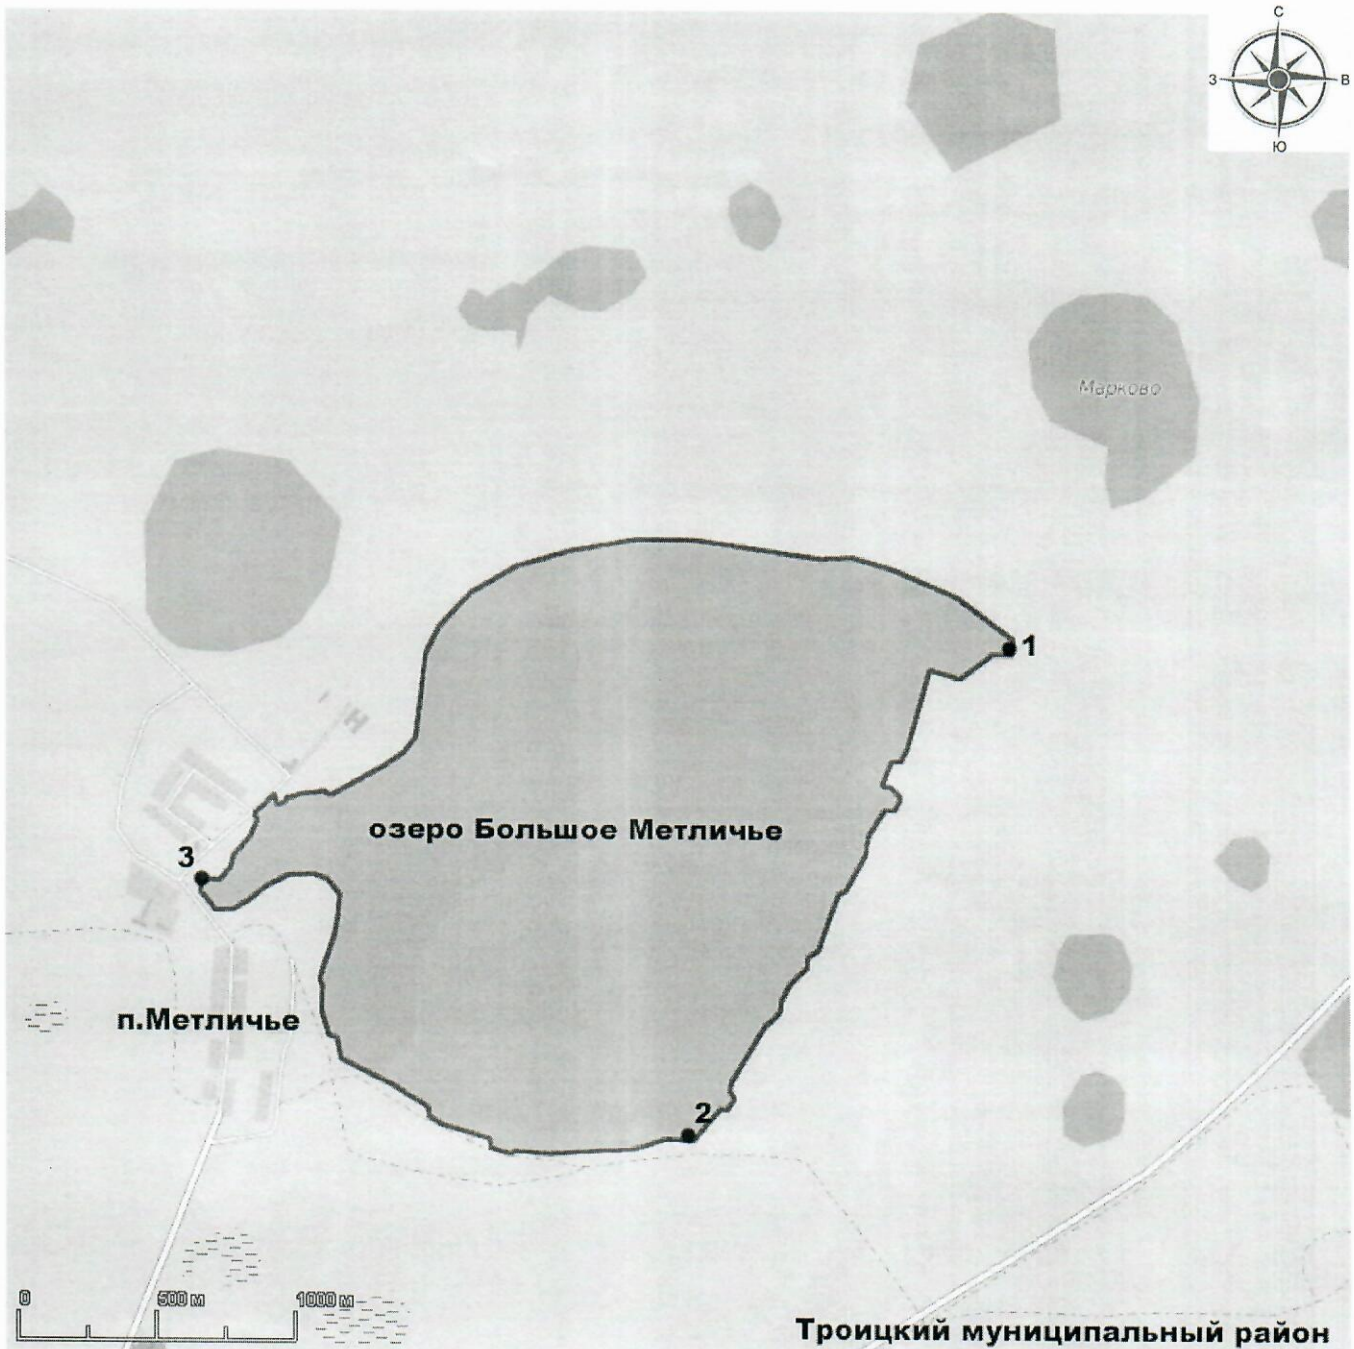 С
З
В
Ю
Марково
1
озеро Большое Метличье
3
п.Метличье
2
0
500 м
1000 м
Троицкий муниципальный район